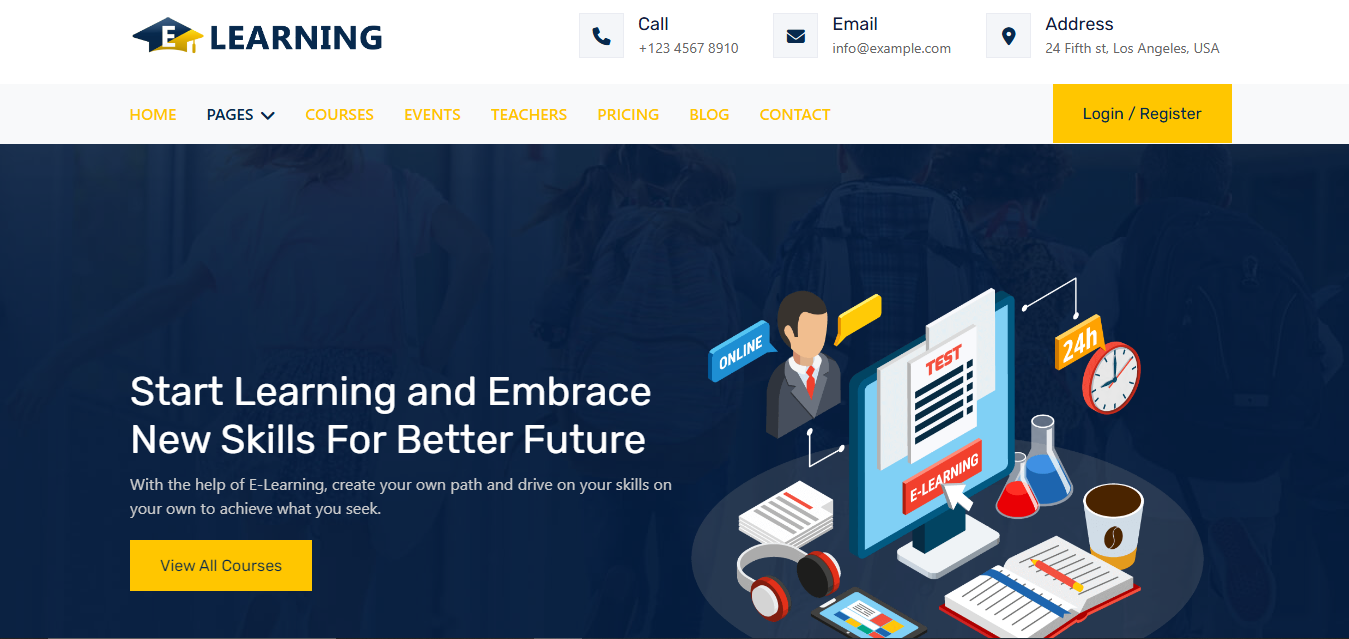 E LEARNING
Call
+123 4567 8910
Email
info@example.com
Address
24 Fifth st, Los Angeles, USA
HOME PAGES COURSES EVENTS TEACHERS PRICING BLOG CONTACT
Login / Register
Start Learning and Embrace
New Skills For Better Future
With the help of E-Learning, create your own path and drive on your skills on
your own to achieve what you seek.
View All Courses
ONLINE
TEST
24h
E-LEARNING